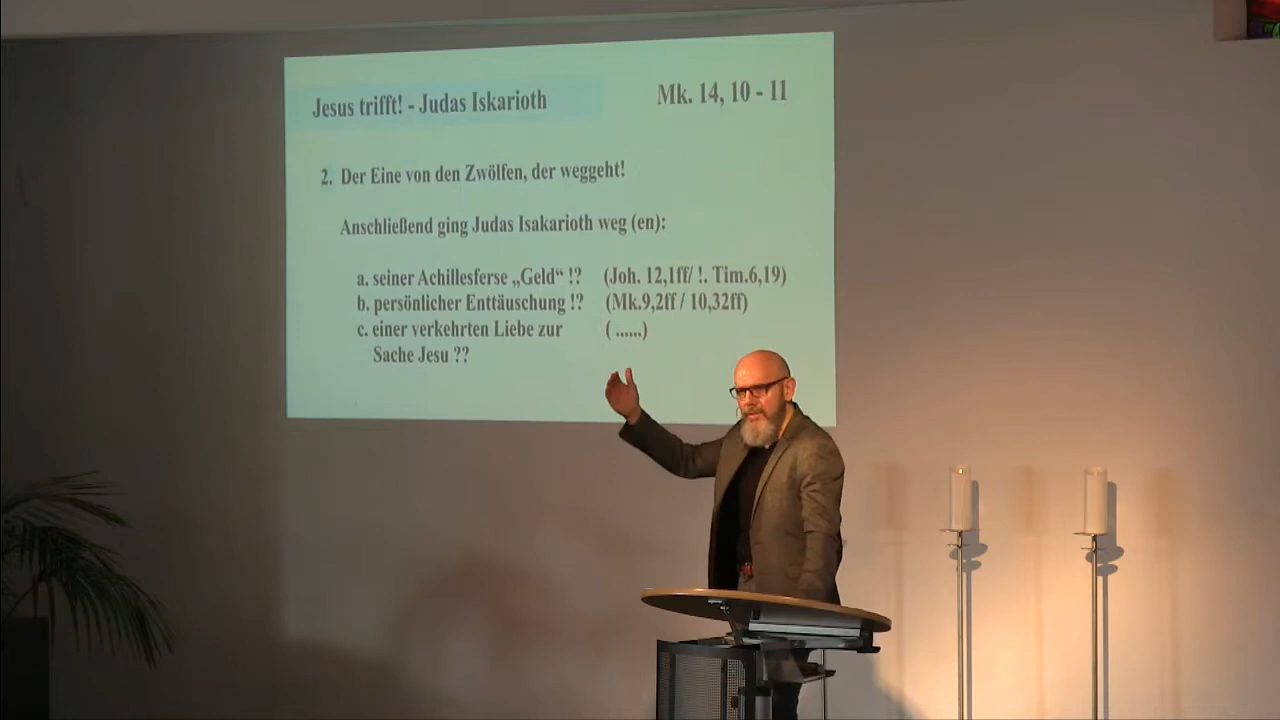 Jesus trifft! - Judas Iskarioth Mk. 14, 10 - 11
2. Der Eine von den Zwölfen, der weggeht!
Anschließend ging Judas Isakarioth weg (en):
a. seiner Achillesferse „Geld“ !? (Joh. 12,1ff/ !. Tim.6,19)
b. persönlicher Enttäuschung !? (Mk.9,2ff / 10,32ff)
c. einer verkehrten Liebe zur ( ......)
Sache Jesu ??